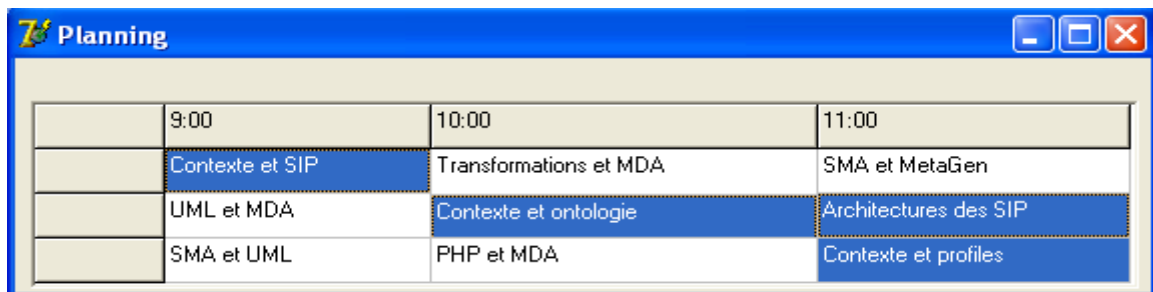 Planning
9:00 10:00 11:00
Contexte et SIP Transformations et MDA SMA et MetaGen
UML et MDA Contexte et ontologie Architectures des SIP
SMA et UML PHP et MDA Contexte et profiles